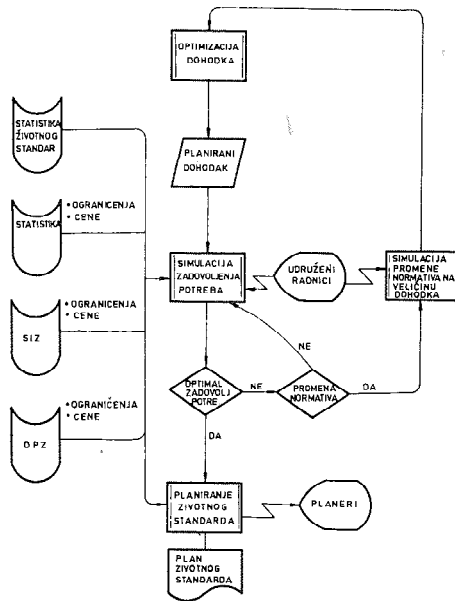 OPTIMIZACIJA
DOHODKA
STATISTIKA
ŽIVOTNOG
STANDAR
PLANIRANI
DOHODAK
• OGRANICENJA
• CENE
STATISTIKA
SIMULACIJA
ZADOVOLJENJA
POTREBA
UDRUŽENI
RADNICI
SIMULACIJA
PROMENE
NORMATIVA NA
VELIČINU
DOHODKA
• OGRANIČENJA
• CENE
SIZ
NE
OPTIMAL
ZADOVOLJ
POTRE
NE
PROMENA
NORMATIVA
DA
• OGRANIČENJA
• CENE
OPZ
DA
PLANIRANJE
ŽIVOTNOG
STANDARDA
PLANERI
PLAN
ŽIVOTNOG
STANDARDA